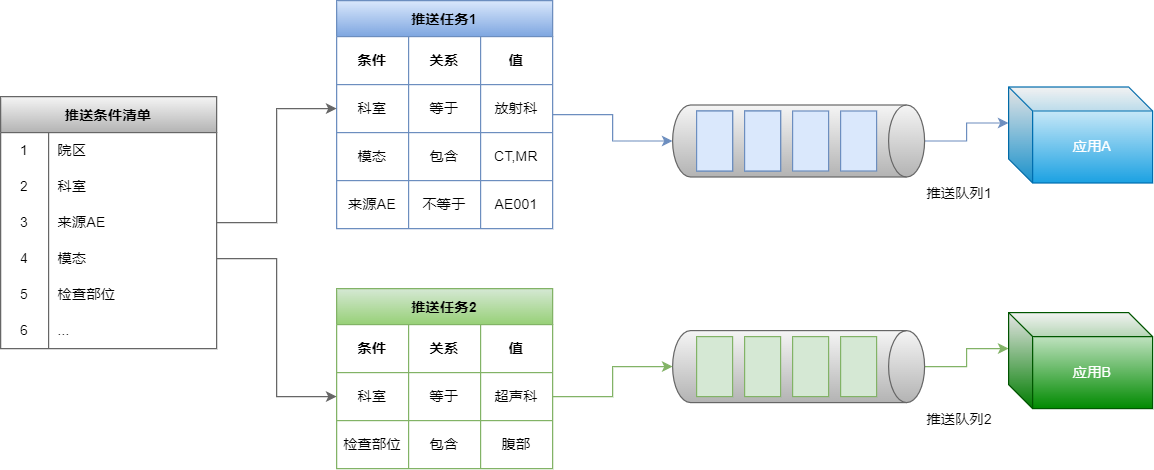 推送条件清单
1 院区
2 科室
3 来源AE
4 模态
5 检查部位
6 ...
推送任务1
条件 关系 值
科室 等于 放射科
模态 包含 CT,MR
来源AE 不等于 AE001
推送队列1
应用A
推送任务2
条件 关系 值
科室 等于 超声科
检查部位 包含 腹部
推送队列2
应用B